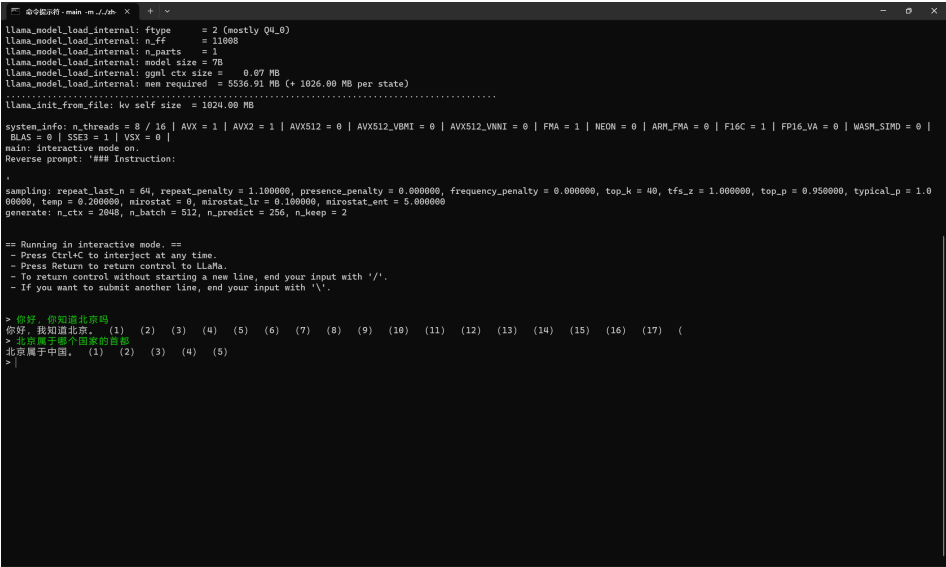 命令提示符 - main -m ././zh-
llama_model_load_internal: ftype      = 2 (mostly Q4_0)
llama_model_load_internal: n_ff       = 11008
llama_model_load_internal: n_parts    = 1
llama_model_load_internal: model size = 7B
llama_model_load_internal: ggml ctx size =    0.07 MB
llama_model_load_internal: mem required  = 5536.91 MB (+ 1026.00 MB per state)
...................................................................................................
llama_init_from_file: kv self size  = 1024.00 MB
system_info: n_threads = 8 / 16 | AVX = 1 | AVX2 = 1 | AVX512 = 0 | AVX512_VBMI = 0 | AVX512_VNNI = 0 | FMA = 1 | NEON = 0 | ARM_FMA = 0 | F16C = 1 | FP16_VA = 0 | WASM_SIMD = 0 |
BLAS = 0 | SSE3 = 1 | VSX = 0 |
main: interactive mode on.
Reverse prompt: '### Instruction:
'
sampling: repeat_last_n = 64, repeat_penalty = 1.100000, presence_penalty = 0.000000, frequency_penalty = 0.000000, top_k = 40, tfs_z = 1.000000, top_p = 0.950000, typical_p = 1.0
00000, temp = 0.200000, mirostat = 0, mirostat_lr = 0.100000, mirostat_ent = 5.000000
generate: n_ctx = 2048, n_batch = 512, n_predict = 256, n_keep = 2
== Running in interactive mode. ==
- Press Ctrl+C to interject at any time.
- Press Return to return control to LLaMa.
- To return control without starting a new line, end your input with '/'.
- If you want to submit another line, end your input with '\'.
> 你好，你知道北京吗
你好，我知道北京。 (1) (2) (3) (4) (5) (6) (7) (8) (9) (10) (11) (12) (13) (14) (15) (16) (17) (
> 北京属于哪个国家的首都
北京属于中国。 (1) (2) (3) (4) (5)
>